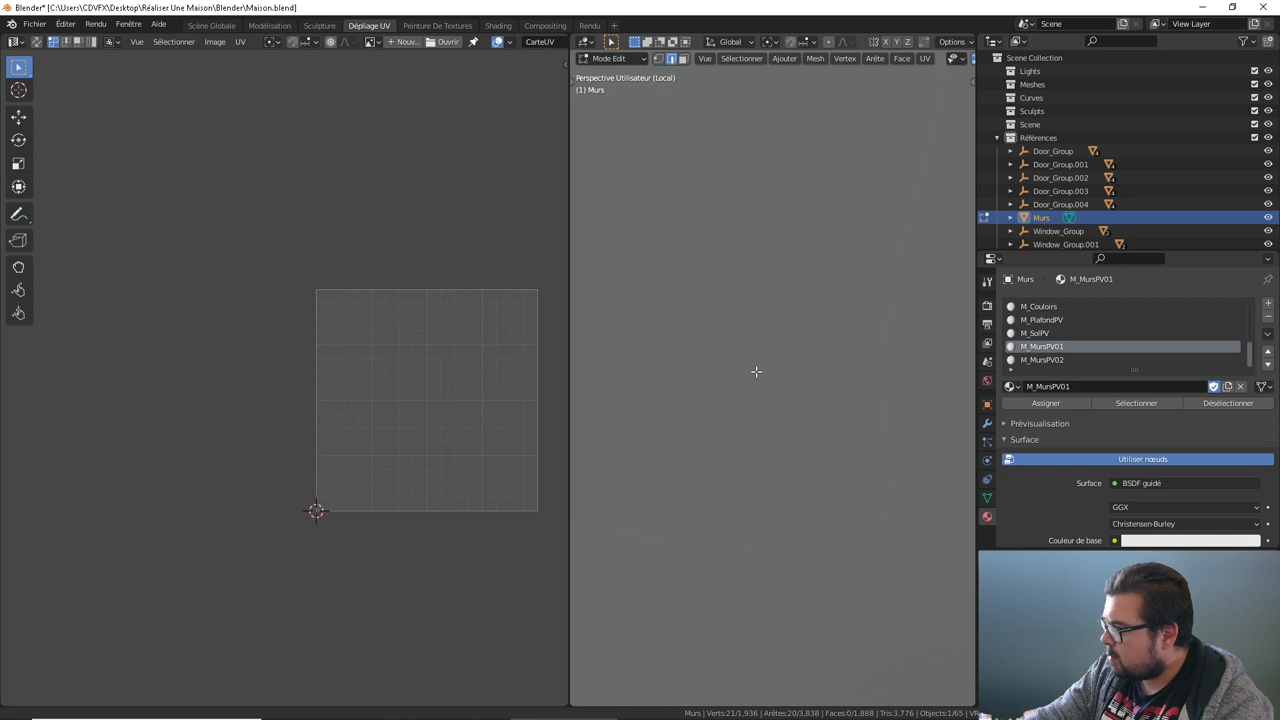 Blender* [C:\Users\CDVFX\Desktop\Réaliser Une Maison\Blender\Maison.blend]
Fichier Éditer Rendu Fenêtre Aide Scène Globale Modélisation Sculpture Dépliage UV Peinture De Textures Shading Compositing Rendu Scene View Layer
Vue Sélectionner Image UV Nouv... Ouvrir CarteUV Global X Y Z Options
Mode Edit Vue Sélectionner Ajouter Mesh Vertex Arête Face UV
Perspective Utilisateur (Local)
(1) Murs
Scene Collection
Lights
Meshes
Curves
Sculpts
Scene
Références
Door_Group
Door_Group.001
Door_Group.002
Door_Group.003
Door_Group.004
Murs
Window_Group
Window_Group.001
Murs M_MursPV01
M_Couloirs
M_PlafondPV
M_SolPV
M_MursPV01
M_MursPV02
M_MursPV01
Assigner Sélectionner Désélectionner
Prévisualisation
Surface
Utiliser nœuds
Surface BSDF guidé
GGX
Christensen-Burley
Couleur de base
Murs | Verts:21/1,936 | Arêtes:20/3,838 | Faces:0/1,888 | Tris:3,776 | Objects:1/65 | VR